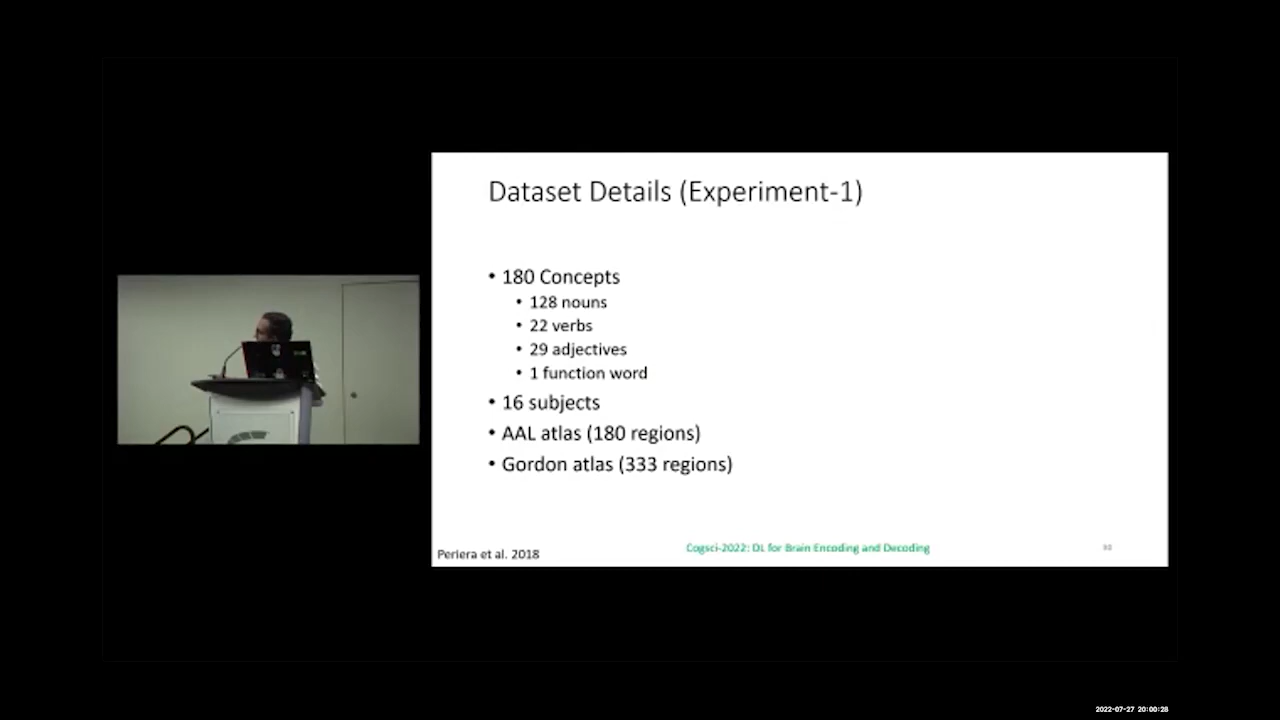 Dataset Details (Experiment-1)
• 180 Concepts
• 128 nouns
• 22 verbs
• 29 adjectives
• 1 function word
• 16 subjects
• AAL atlas (180 regions)
• Gordon atlas (333 regions)
Periera et al. 2018
Cogsci-2022: DL for Brain Encoding and Decoding
2022-07-27 20:00:28